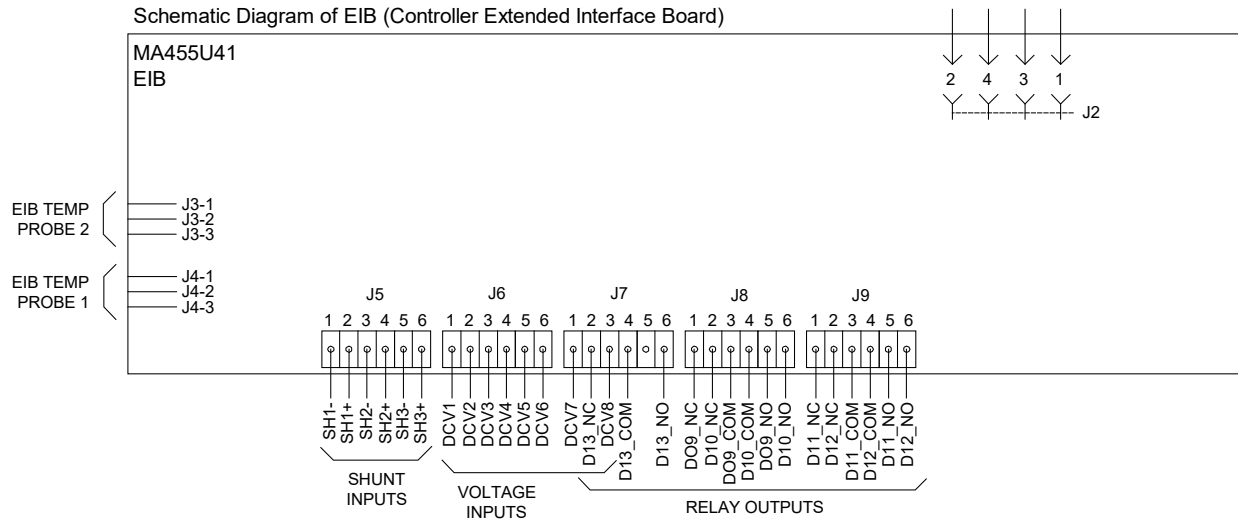 Schematic Diagram of EIB (Controller Extended Interface Board)
MA455U41
EIB
2 4 3 1
J2
EIB TEMP
PROBE 2
J3-1
J3-2
J3-3
EIB TEMP
PROBE 1
J4-1
J4-2
J4-3
J5 J6 J7 J8 J9
1 2 3 4 5 6 1 2 3 4 5 6 1 2 3 4 5 6 1 2 3 4 5 6 1 2 3 4 5 6
SH1-
SH1+
SH2-
SH2+
SH3-
SH3+
DCV1
DCV2
DCV3
DCV4
DCV5
DCV6
DCV7
D13_NC
DCV8
D13_COM
D13_NO
DO9_NC
D10_NC
DO9_COM
D10_COM
DO9_NO
D10_NO
D11_NC
D12_NC
D11_COM
D12_COM
D11_NO
D12_NO
SHUNT
INPUTS
VOLTAGE
INPUTS
RELAY OUTPUTS